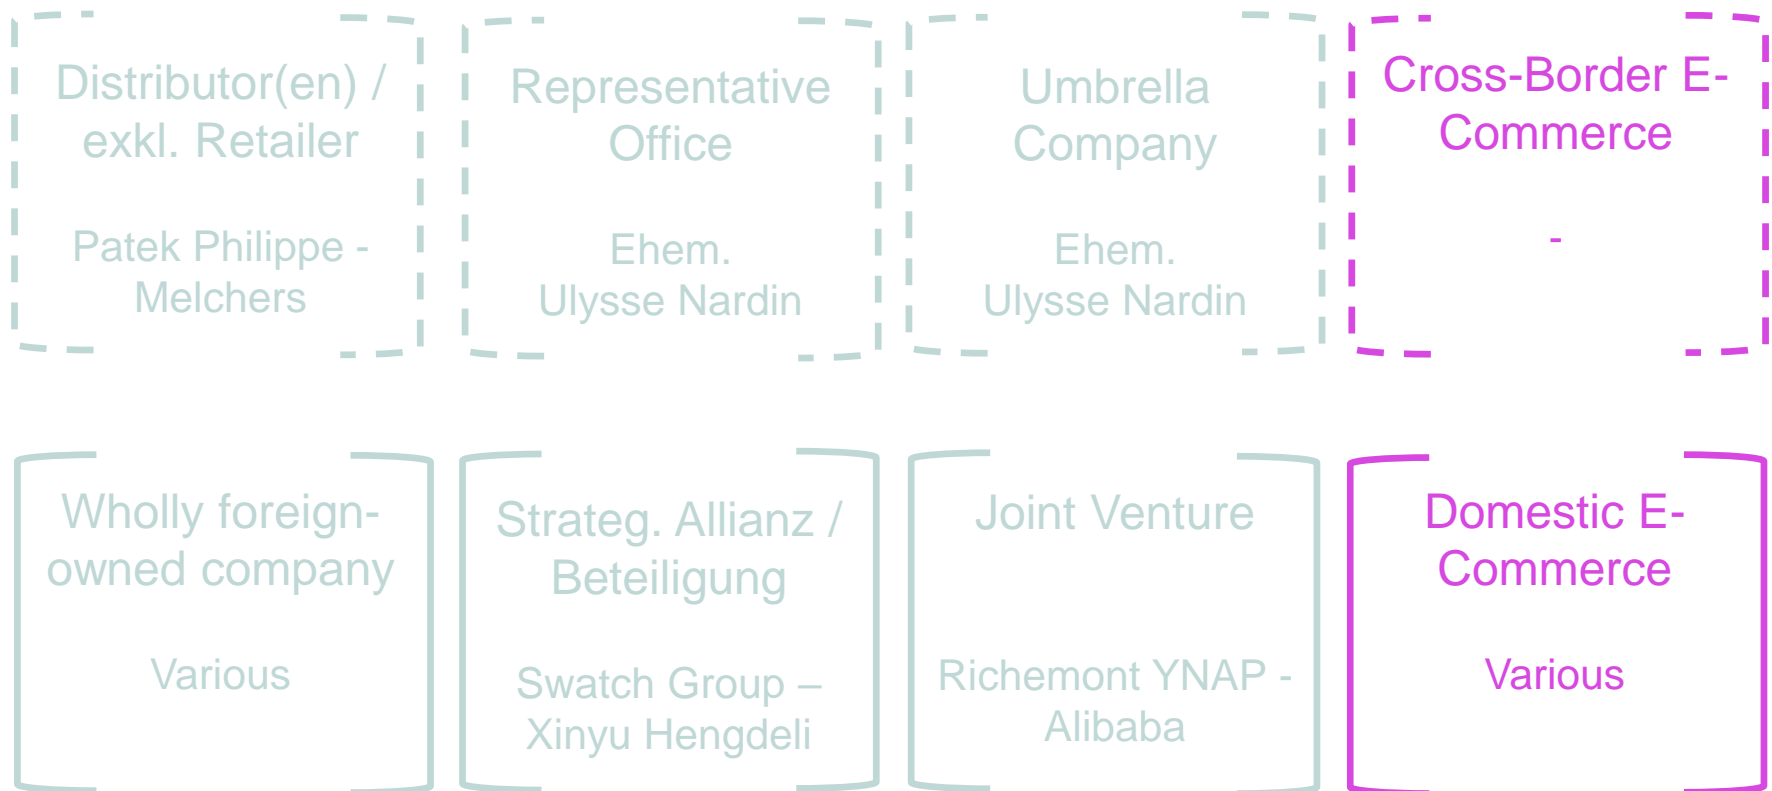 Distributor(en) /
exkl. Retailer
Patek Philippe -
Melchers
Representative
Office
Ehem.
Ulysse Nardin
Umbrella
Company
Ehem.
Ulysse Nardin
Cross-Border E-
Commerce
-
Wholly foreign-
owned company
Various
Strateg. Allianz /
Beteiligung
Swatch Group –
Xinyu Hengdeli
Joint Venture
Richemont YNAP -
Alibaba
Domestic E-
Commerce
Various